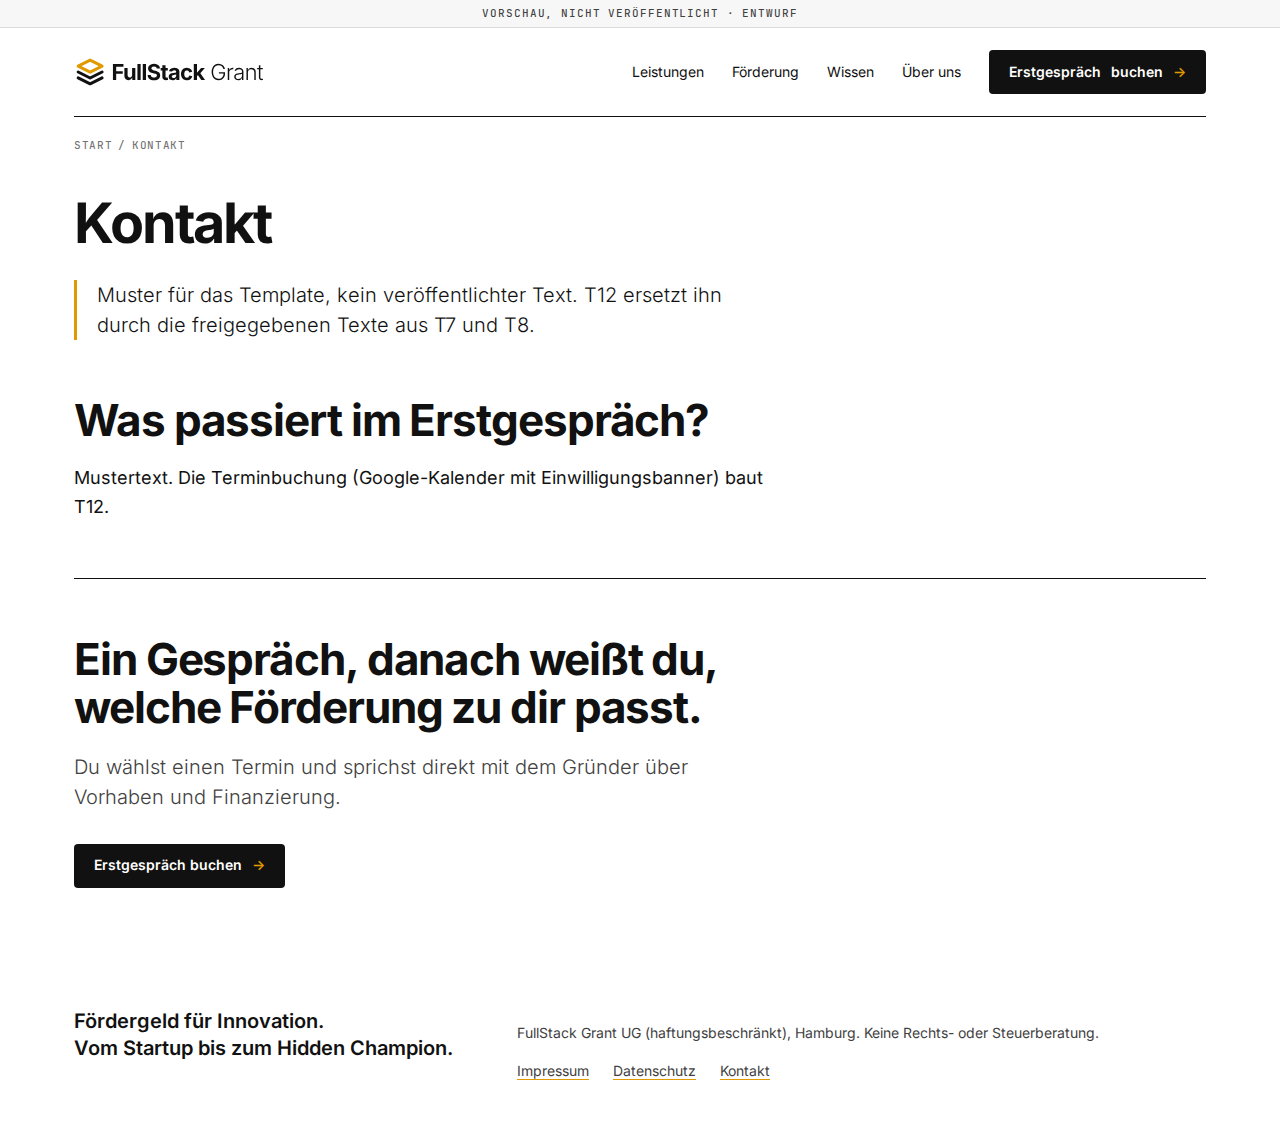 VORSCHAU, NICHT VERÖFFENTLICHT · ENTWURF
FullStack Grant
Leistungen Förderung Wissen Über uns Erstgespräch buchen →
START / KONTAKT
Kontakt
Muster für das Template, kein veröffentlichter Text. T12 ersetzt ihn
durch die freigegebenen Texte aus T7 und T8.
Was passiert im Erstgespräch?
Mustertext. Die Terminbuchung (Google-Kalender mit Einwilligungsbanner) baut
T12.
Ein Gespräch, danach weißt du,
welche Förderung zu dir passt.
Du wählst einen Termin und sprichst direkt mit dem Gründer über
Vorhaben und Finanzierung.
Erstgespräch buchen →
Fördergeld für Innovation.
Vom Startup bis zum Hidden Champion.
FullStack Grant UG (haftungsbeschränkt), Hamburg. Keine Rechts- oder Steuerberatung.
Impressum Datenschutz Kontakt